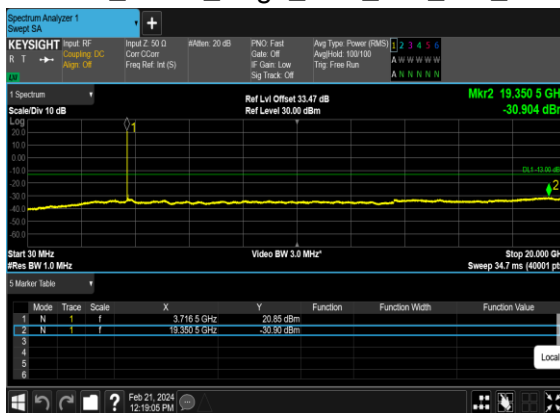 Spectrum Analyzer 1
Swept SA
KEYSIGHT Input: RF Input Z: 50 Ω #Atten: 20 dB PNO: Fast Avg Type: Power (RMS) 1 2 3 4 5 6
R T Coupling: DC Corr CCorr Gate: Off Avg|Hold: 100/100 A W W W W W
Align: Off Freq Ref: Int (S) IF Gain: Low Trig: Free Run A N N N N N
LU Sig Track: Off
1 Spectrum Ref Lvl Offset 33.47 dB Mkr2 19.350 5 GH
Scale/Div 10 dB Ref Level 30.00 dBm -30.904 dB
Log
20.0 1
10.0
0.00
-10.0 DL1 -13.00 dB
-20.0 2
-30.0
-40.0
-50.0
-60.0
Start 30 MHz Video BW 3.0 MHz* Stop 20.000 GH
#Res BW 1.0 MHz Sweep 34.7 ms (40001 pt
5 Marker Table
Mode Trace Scale X Y Function Function Width Function Value
1 N 1 f 3.716 5 GHz 20.85 dBm
2 N 1 f 19.350 5 GHz -30.90 dBm
3
4
5
6
Local
? Feb 21, 2024
12:19:05 PM